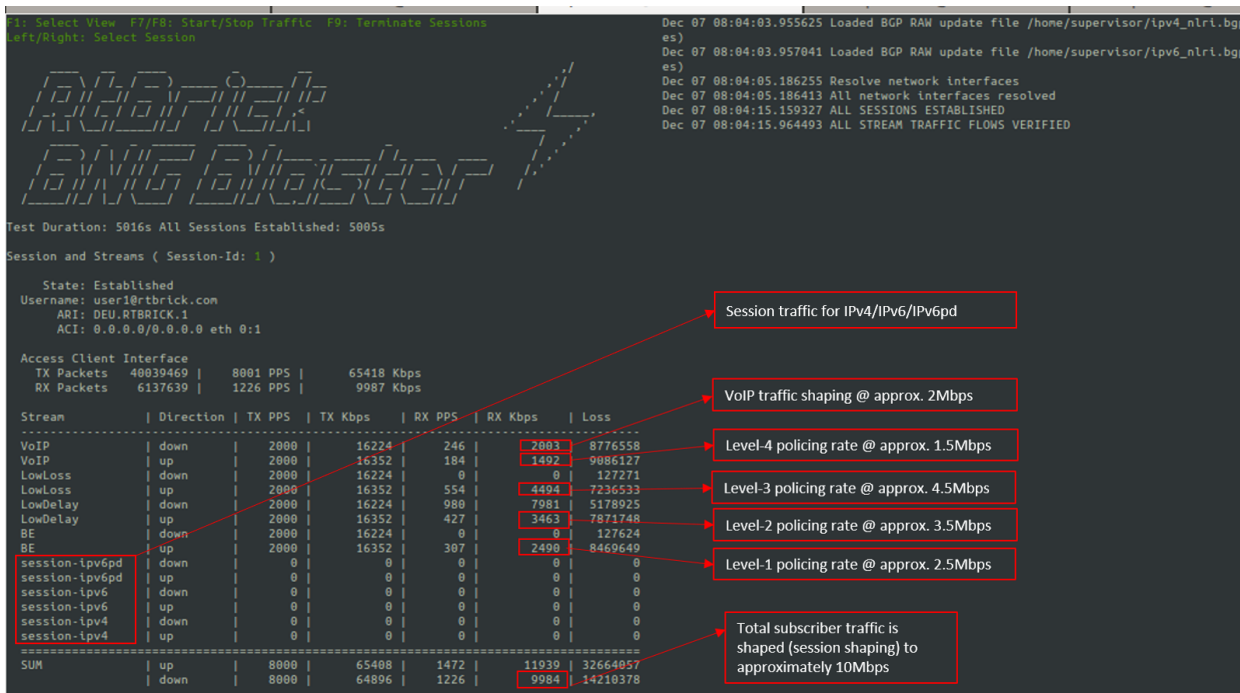 F1: Select View F7/F8: Start/Stop Traffic F9: Terminate Sessions
Left/Right: Select Session
RtBrick
BNG Blaster
Test Duration: 5016s All Sessions Established: 5005s
Session and Streams ( Session-Id: 1 )
State: Established
Username: user1@rtbrick.com
ARI: DEU.RTBRICK.1
ACI: 0.0.0.0/0.0.0.0 eth 0:1
Access Client Interface
TX Packets 40039469 | 8001 PPS | 65418 Kbps
RX Packets 6137639 | 1226 PPS | 9987 Kbps
Stream | Direction | TX PPS | TX Kbps | RX PPS | RX Kbps | Loss
VoIP | down | 2000 | 16224 | 246 | 2003 | 8776558
VoIP | up | 2000 | 16352 | 184 | 1492 | 9086127
LowLoss | down | 2000 | 16224 | 0 | 0 | 127271
LowLoss | up | 2000 | 16352 | 554 | 4494 | 7236533
LowDelay | down | 2000 | 16224 | 980 | 7981 | 5178925
LowDelay | up | 2000 | 16352 | 427 | 3463 | 7871748
BE | down | 2000 | 16224 | 0 | 0 | 127624
BE | up | 2000 | 16352 | 307 | 2490 | 8469649
session-ipv6pd | down | 0 | 0 | 0 | 0 | 0
session-ipv6pd | up | 0 | 0 | 0 | 0 | 0
session-ipv6 | down | 0 | 0 | 0 | 0 | 0
session-ipv6 | up | 0 | 0 | 0 | 0 | 0
session-ipv4 | down | 0 | 0 | 0 | 0 | 0
session-ipv4 | up | 0 | 0 | 0 | 0 | 0
SUM | up | 8000 | 65408 | 1472 | 11939 | 32664057
| down | 8000 | 64896 | 1226 | 9984 | 14210378
Dec 07 08:04:03.955625 Loaded BGP RAW update file /home/supervisor/ipv4_nlri.bgp
es)
Dec 07 08:04:03.957041 Loaded BGP RAW update file /home/supervisor/ipv6_nlri.bgp
es)
Dec 07 08:04:05.186255 Resolve network interfaces
Dec 07 08:04:05.186413 All network interfaces resolved
Dec 07 08:04:15.159327 ALL SESSIONS ESTABLISHED
Dec 07 08:04:15.964493 ALL STREAM TRAFFIC FLOWS VERIFIED
Session traffic for IPv4/IPv6/IPv6pd
VoIP traffic shaping @ approx. 2Mbps
Level-4 policing rate @ approx. 1.5Mbps
Level-3 policing rate @ approx. 4.5Mbps
Level-2 policing rate @ approx. 3.5Mbps
Level-1 policing rate @ approx. 2.5Mbps
Total subscriber traffic is
shaped (session shaping) to
approximately 10Mbps